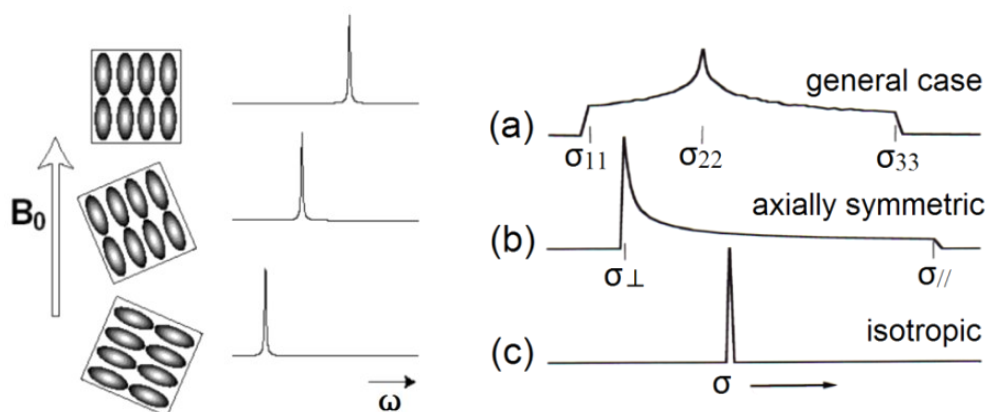 B₀
ω
general case
(a)
σ₁₁ σ₂₂ σ₃₃
axially symmetric
(b)
σ⊥ σ//
isotropic
(c)
σ